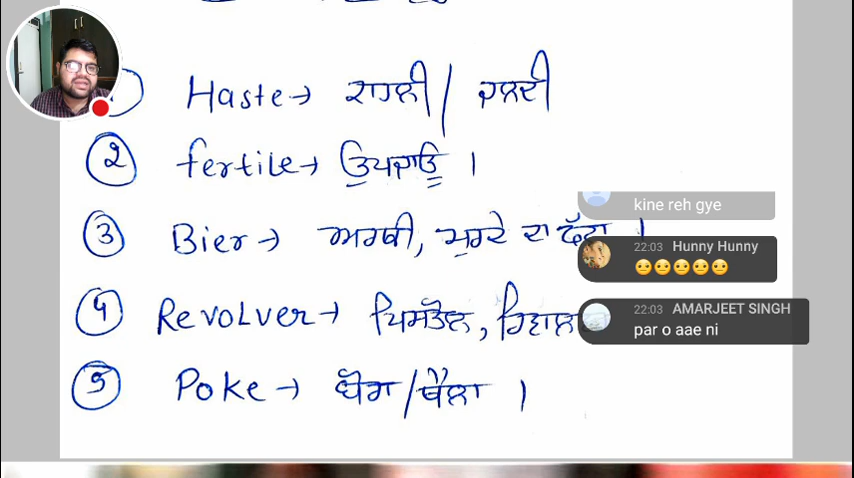 Haste → ਕਾਹਲੀ / ਜਲਦੀ
② fertile → ਉਪਜਾਊ ।
③ Bier → ਅਰਥੀ, ਮੁਰਦੇ ਦਾ ਫੱਟਾ ।
④ Revolver → ਪਿਸਤੌਲ,
⑤ Poke →
kine reh gye
22:03 Hunny Hunny
😐😐😐😐😐
22:03 AMARJEET SINGH
par o aae ni